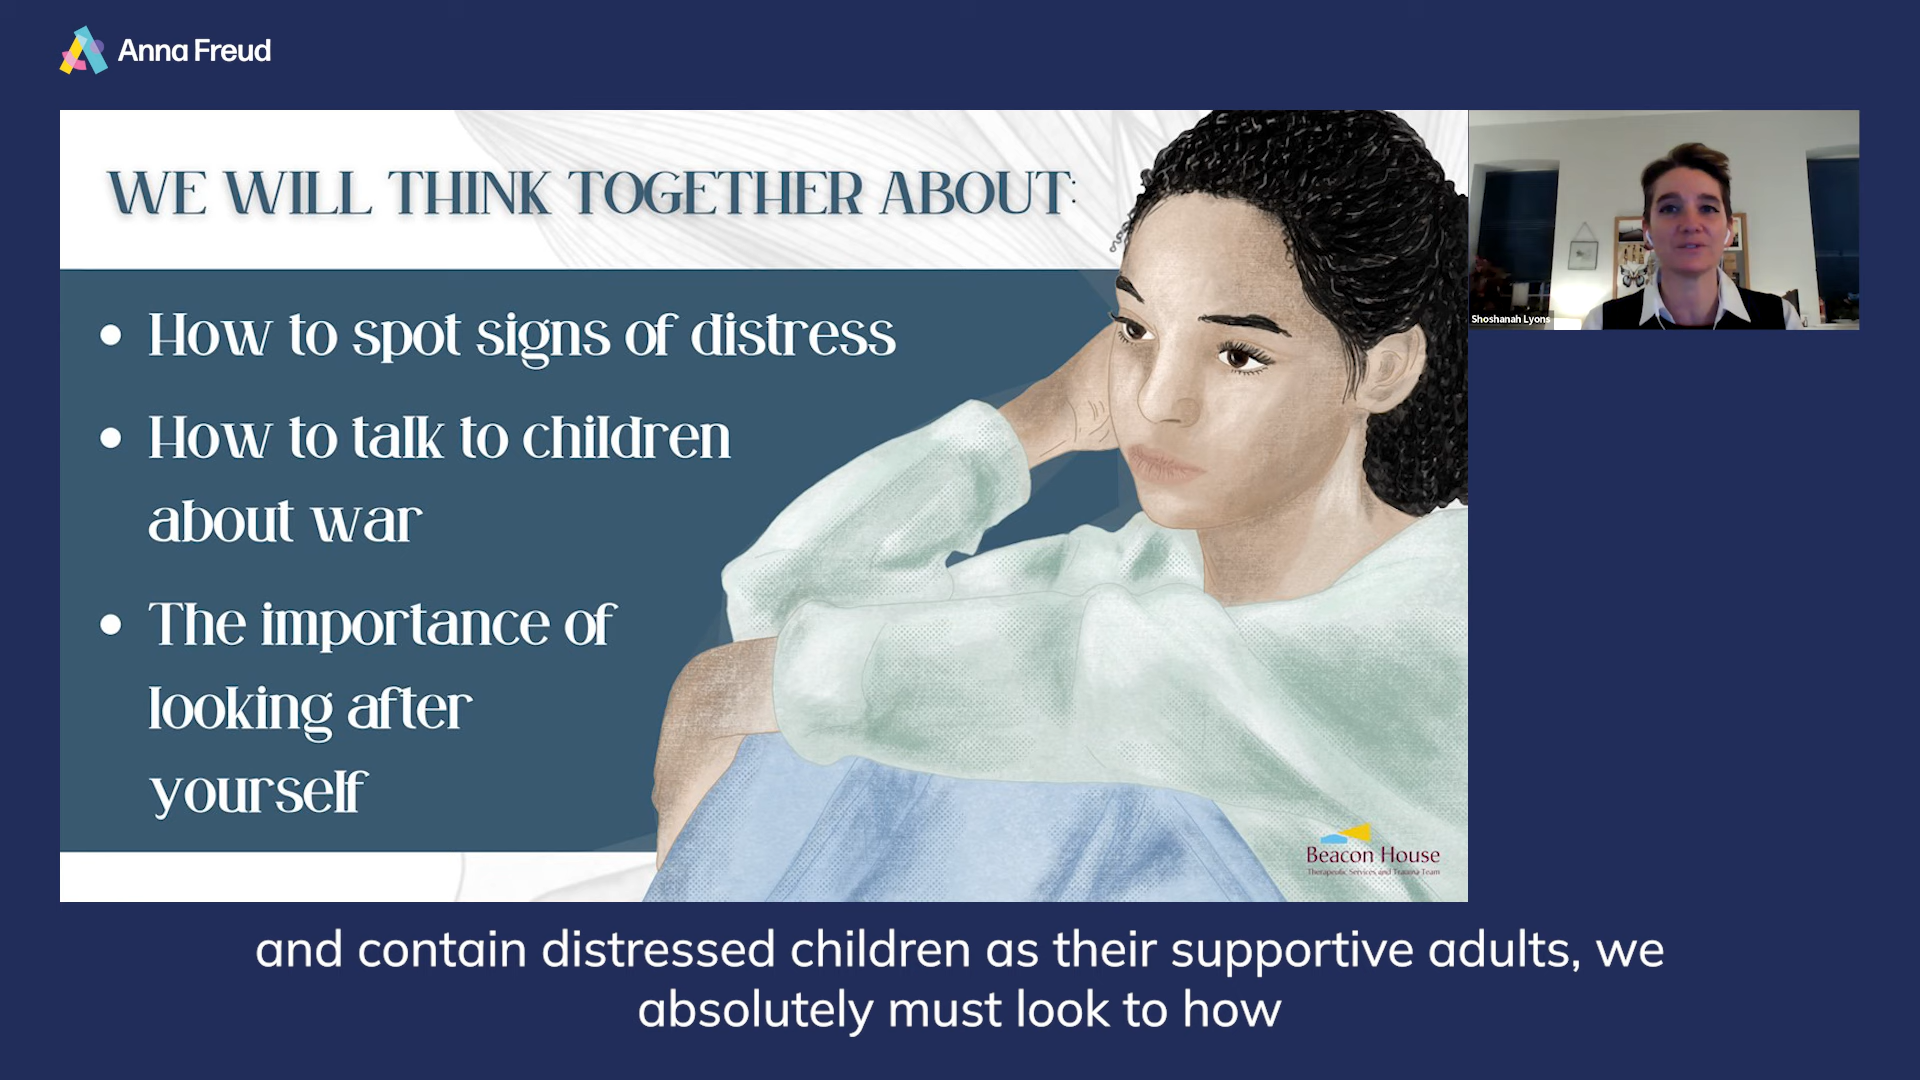 Anna Freud
WE WILL THINK TOGETHER ABOUT:
• How to spot signs of distress
• How to talk to children
about war
• The importance of
looking after
yourself
Shoshanah Lyons
Beacon House
Therapeutic Services and Trauma Team
and contain distressed children as their supportive adults, we
absolutely must look to how